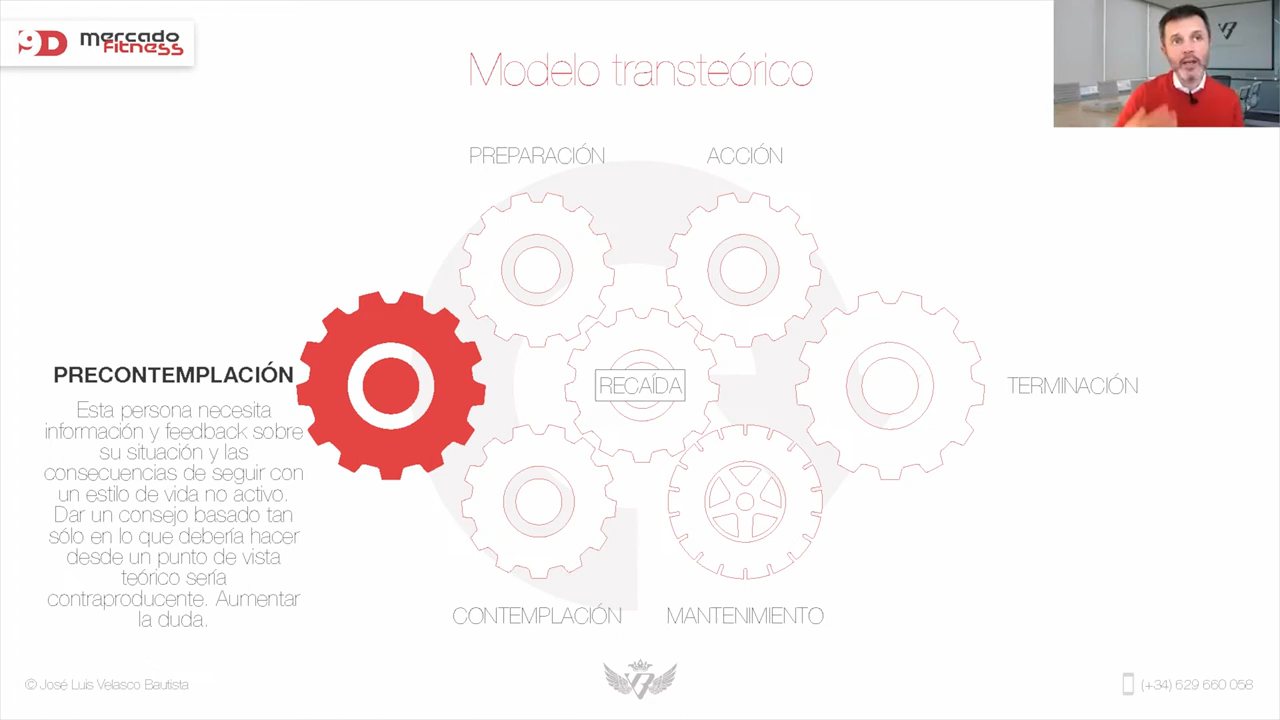 9D mercado
fitness
Modelo transteórico
PREPARACIÓN
ACCIÓN
PRECONTEMPLACIÓN
Esta persona necesita
información y feedback sobre
su situación y las
consecuencias de seguir con
un estilo de vida no activo.
Dar un consejo basado tan
sólo en lo que debería hacer
desde un punto de vista
teórico sería
contraproducente. Aumentar
la duda.
RECAÍDA
TERMINACIÓN
CONTEMPLACIÓN
MANTENIMIENTO
© José Luis Velasco Bautista
(+34) 629 660 058